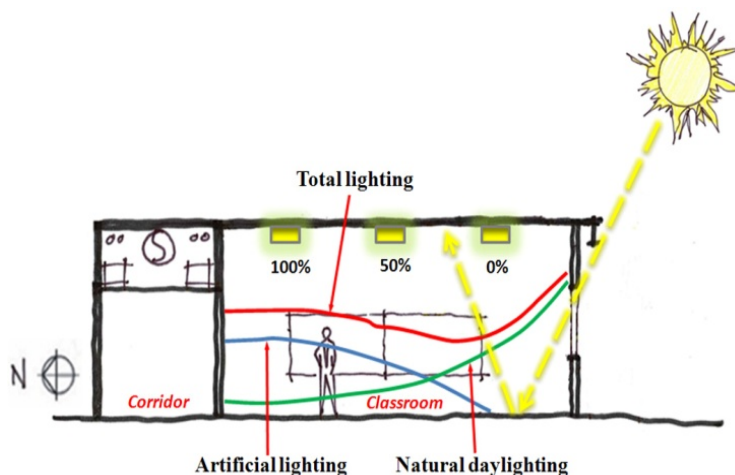 Total lighting
S
100% 50% 0%
N
Corridor Classroom
Artificial lighting Natural daylighting